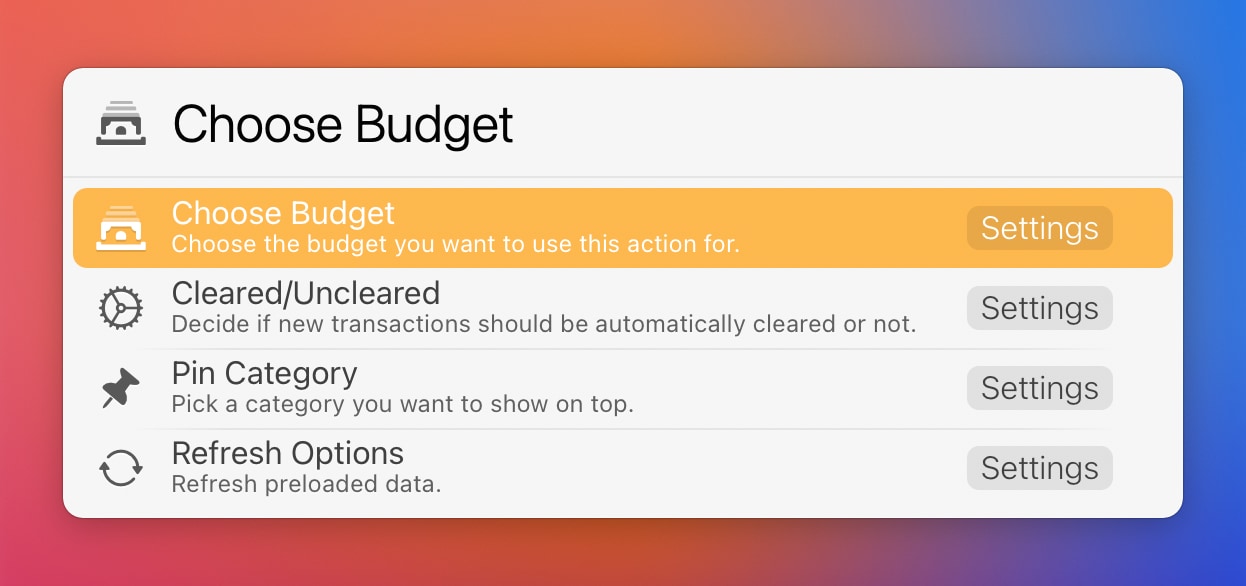 Choose Budget
Choose Budget
Choose the budget you want to use this action for.
Settings
Cleared/Uncleared
Decide if new transactions should be automatically cleared or not.
Settings
Pin Category
Pick a category you want to show on top.
Settings
Refresh Options
Refresh preloaded data.
Settings